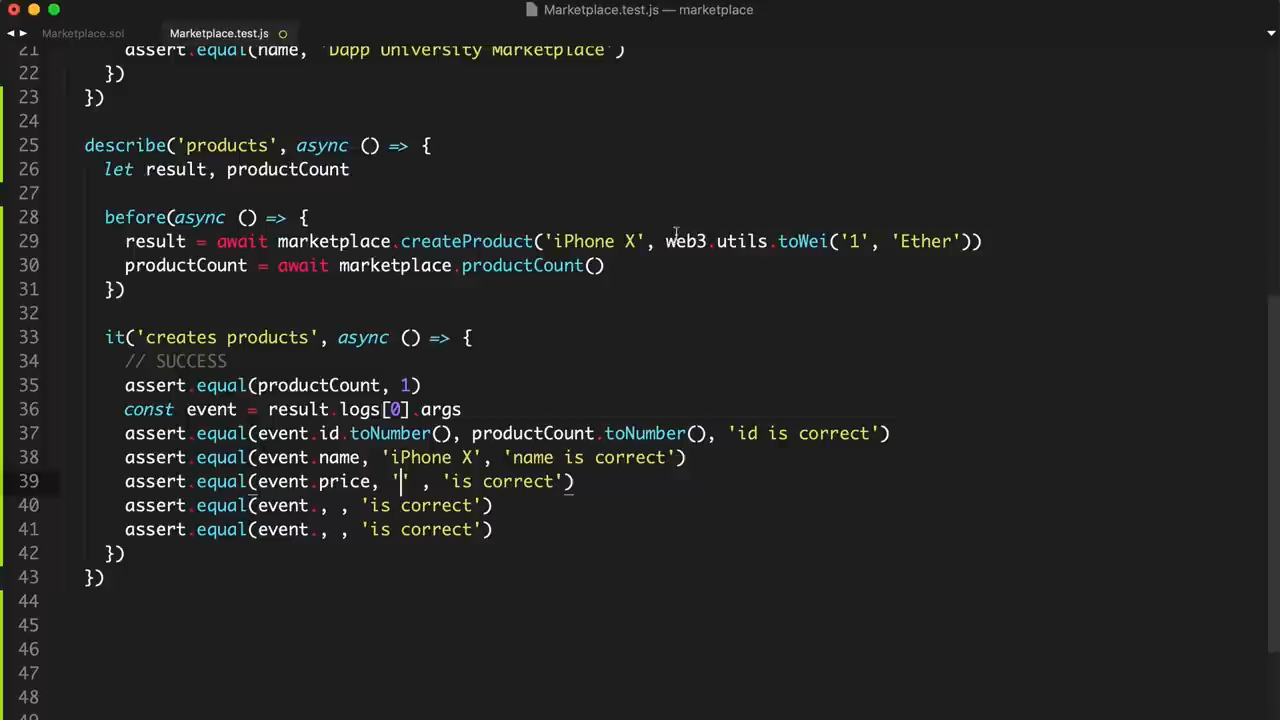 Marketplace.test.js — marketplace
Marketplace.sol Marketplace.test.js
21 assert.equal(name, 'Dapp University Marketplace')
22 })
23 })
24
25 describe('products', async () => {
26 let result, productCount
27
28 before(async () => {
29 result = await marketplace.createProduct('iPhone X', web3.utils.toWei('1', 'Ether'))
30 productCount = await marketplace.productCount()
31 })
32
33 it('creates products', async () => {
34 // SUCCESS
35 assert.equal(productCount, 1)
36 const event = result.logs[0].args
37 assert.equal(event.id.toNumber(), productCount.toNumber(), 'id is correct')
38 assert.equal(event.name, 'iPhone X', 'name is correct')
39 assert.equal(event.price, '' , 'is correct')
40 assert.equal(event., , 'is correct')
41 assert.equal(event., , 'is correct')
42 })
43 })
44
45
46
47
48
49